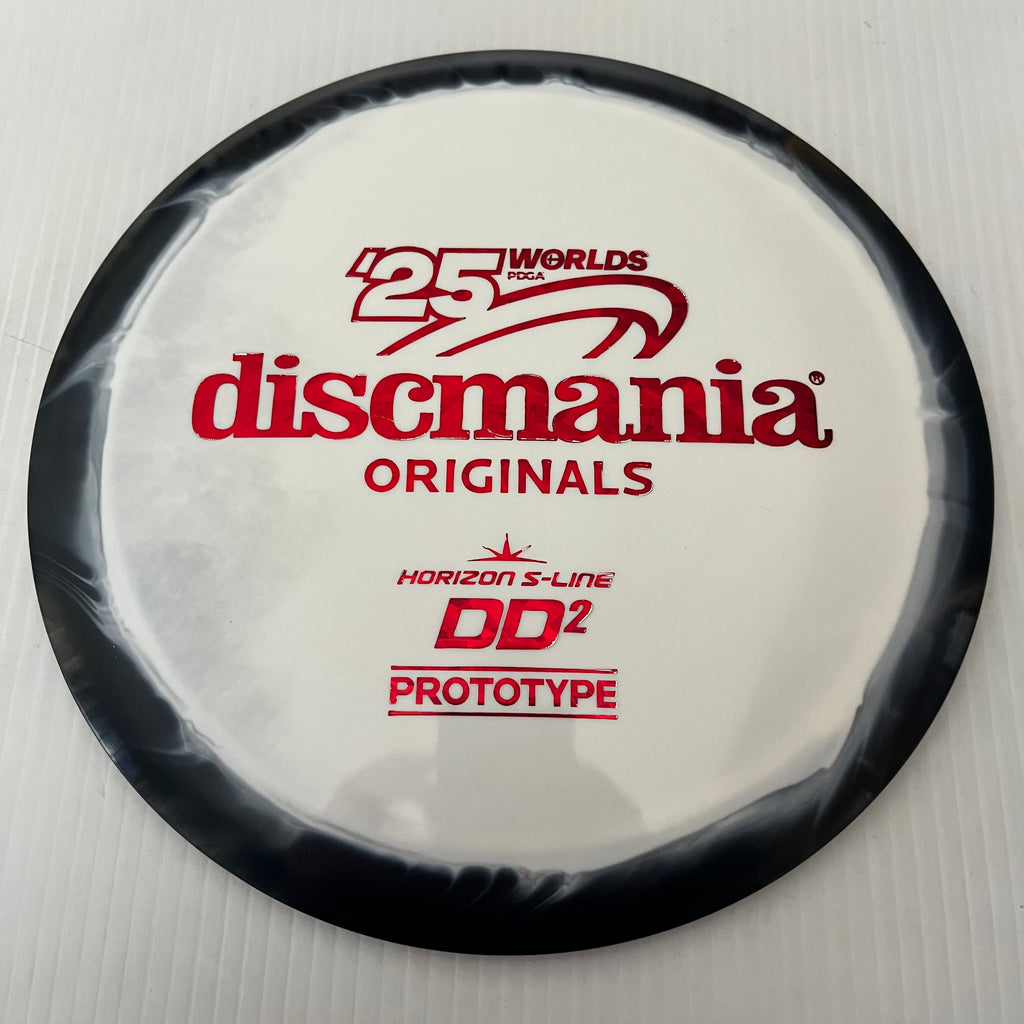 '25 WORLDS
PDGA
discmania®
ORIGINALS
HORIZON S-LINE
DD²
PROTOTYPE